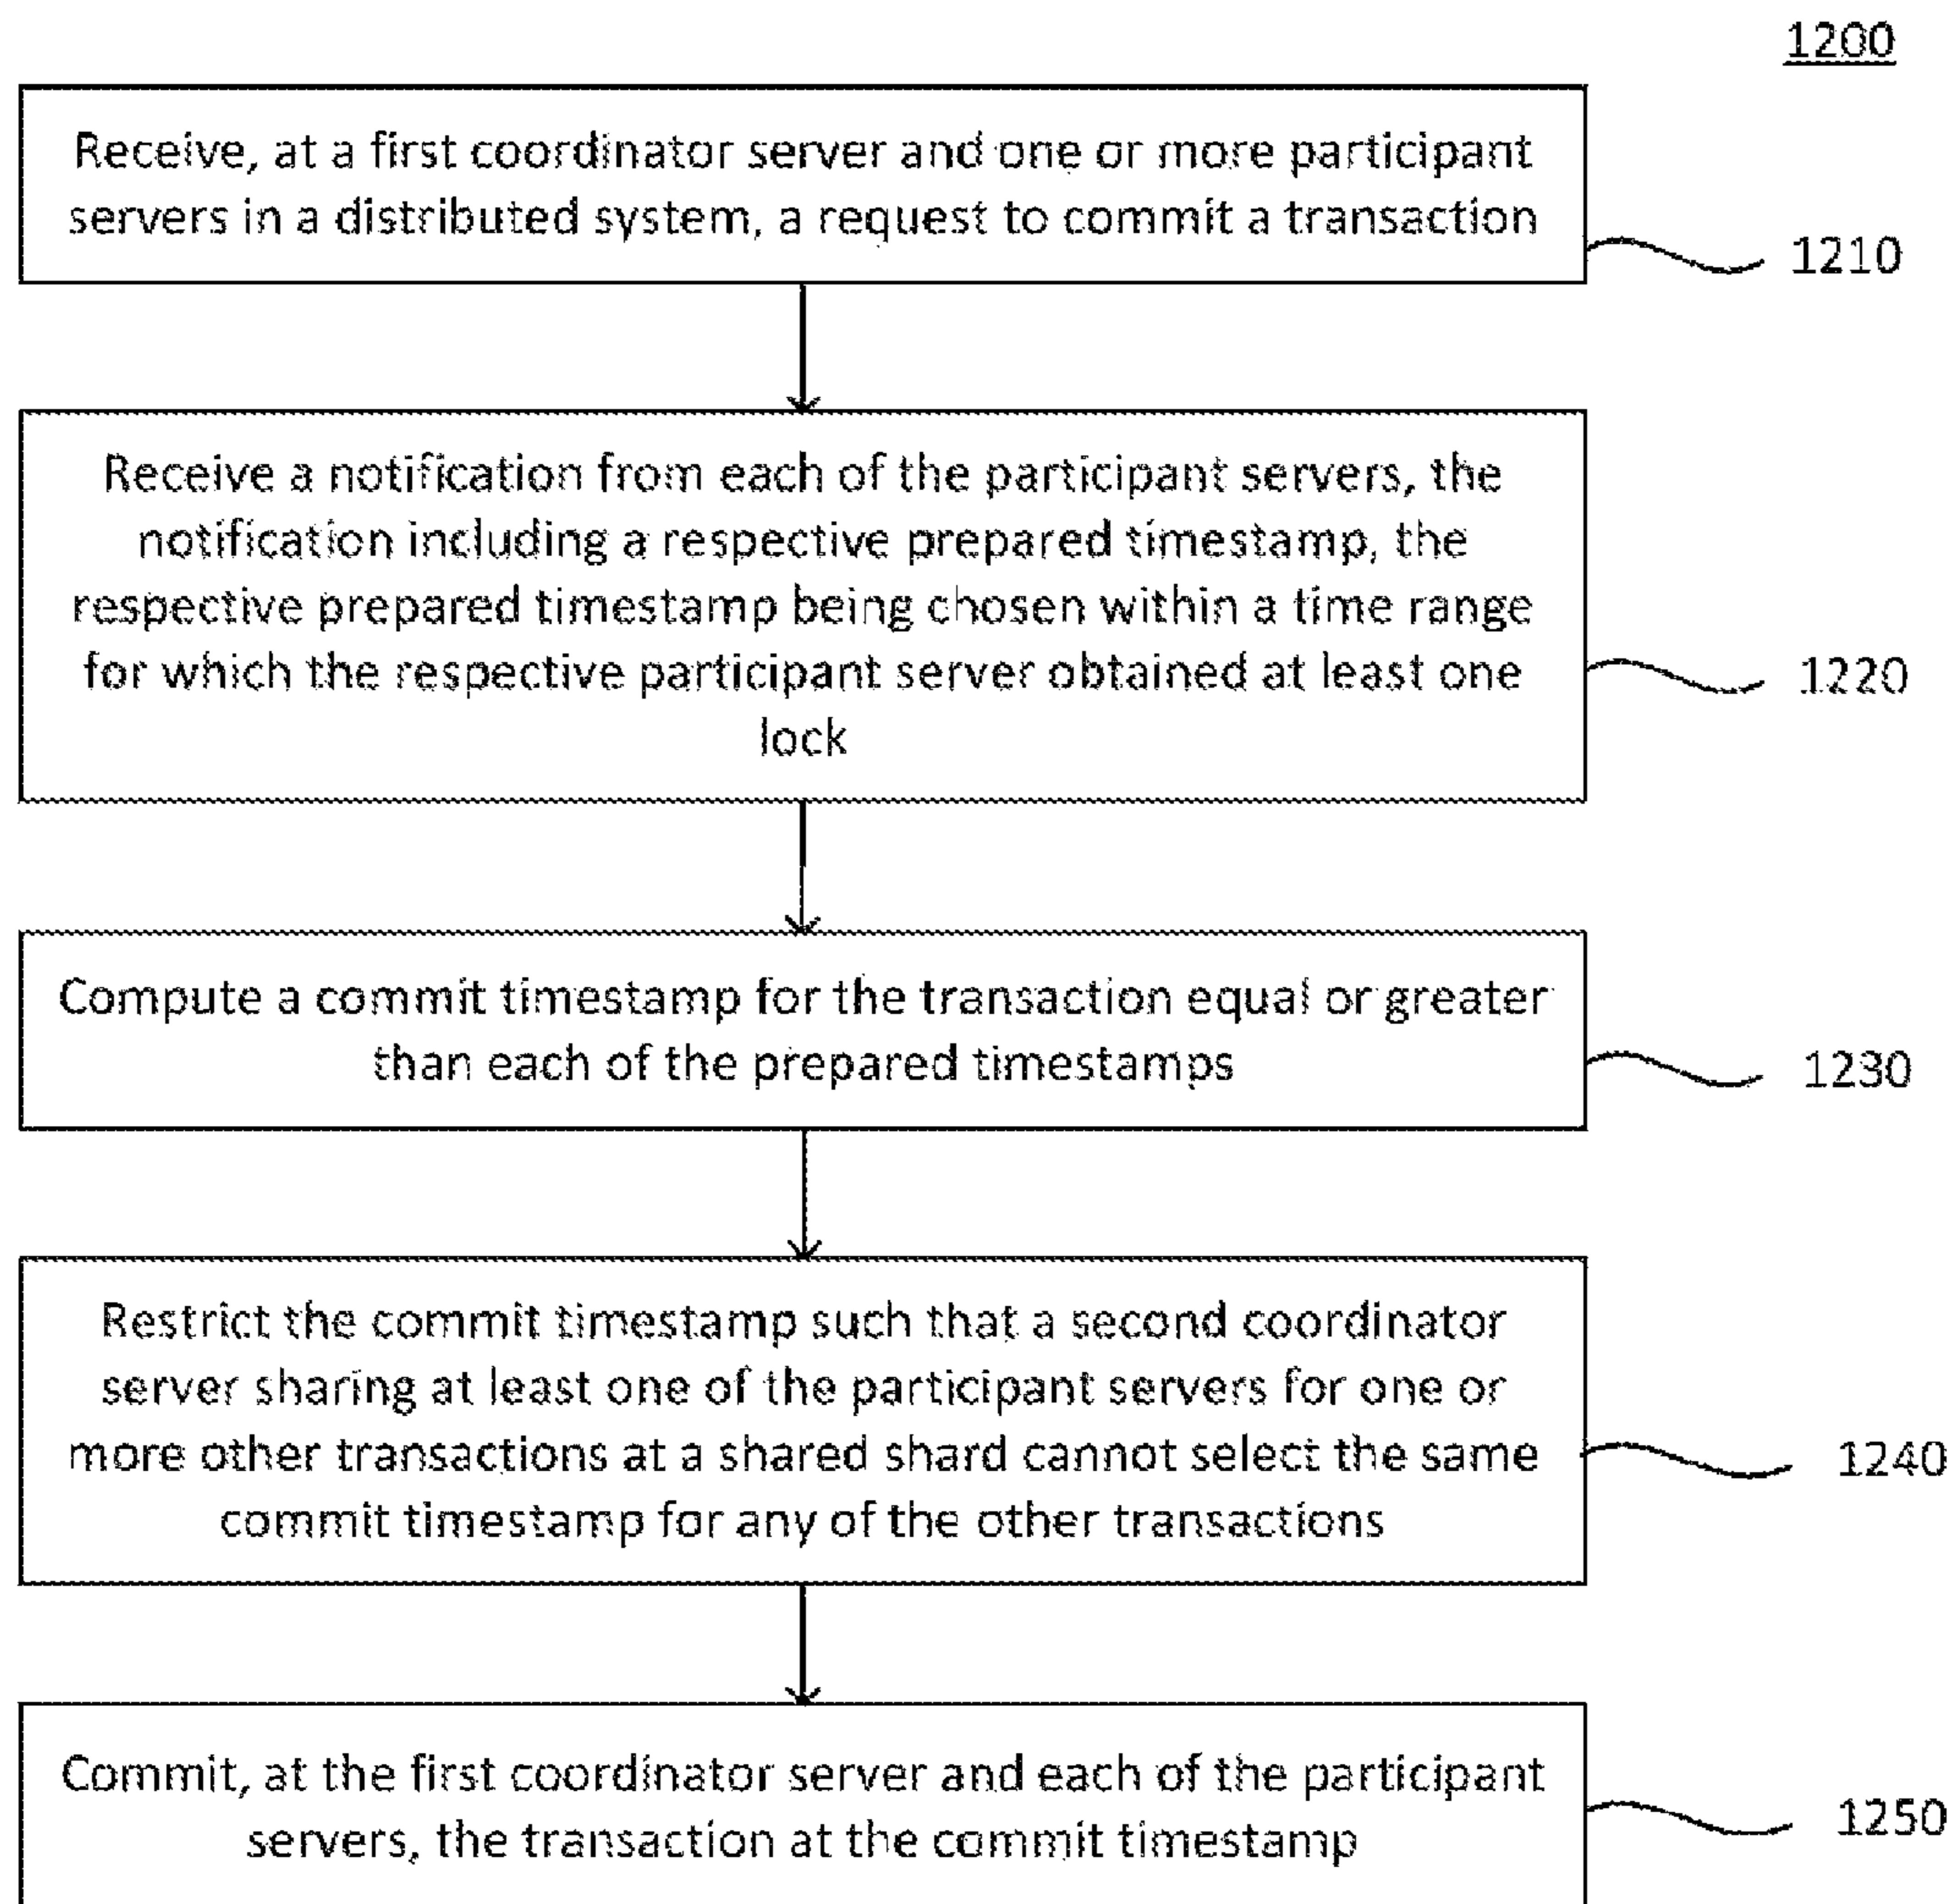 1200
Receive, at a first coordinator server and one or more participant
servers in a distributed system, a request to commit a transaction
1210
Receive a notification from each of the participant servers, the
notification including a respective prepared timestamp, the
respective prepared timestamp being chosen within a time range
for which the respective participant server obtained at least one
lock
1220
Compute a commit timestamp for the transaction equal or greater
than each of the prepared timestamps
1230
Restrict the commit timestamp such that a second coordinator
server sharing at least one of the participant servers for one or
more other transactions at a shared shard cannot select the same
commit timestamp for any of the other transactions
1240
Commit, at the first coordinator server and each of the participant
servers, the transaction at the commit timestamp
1250